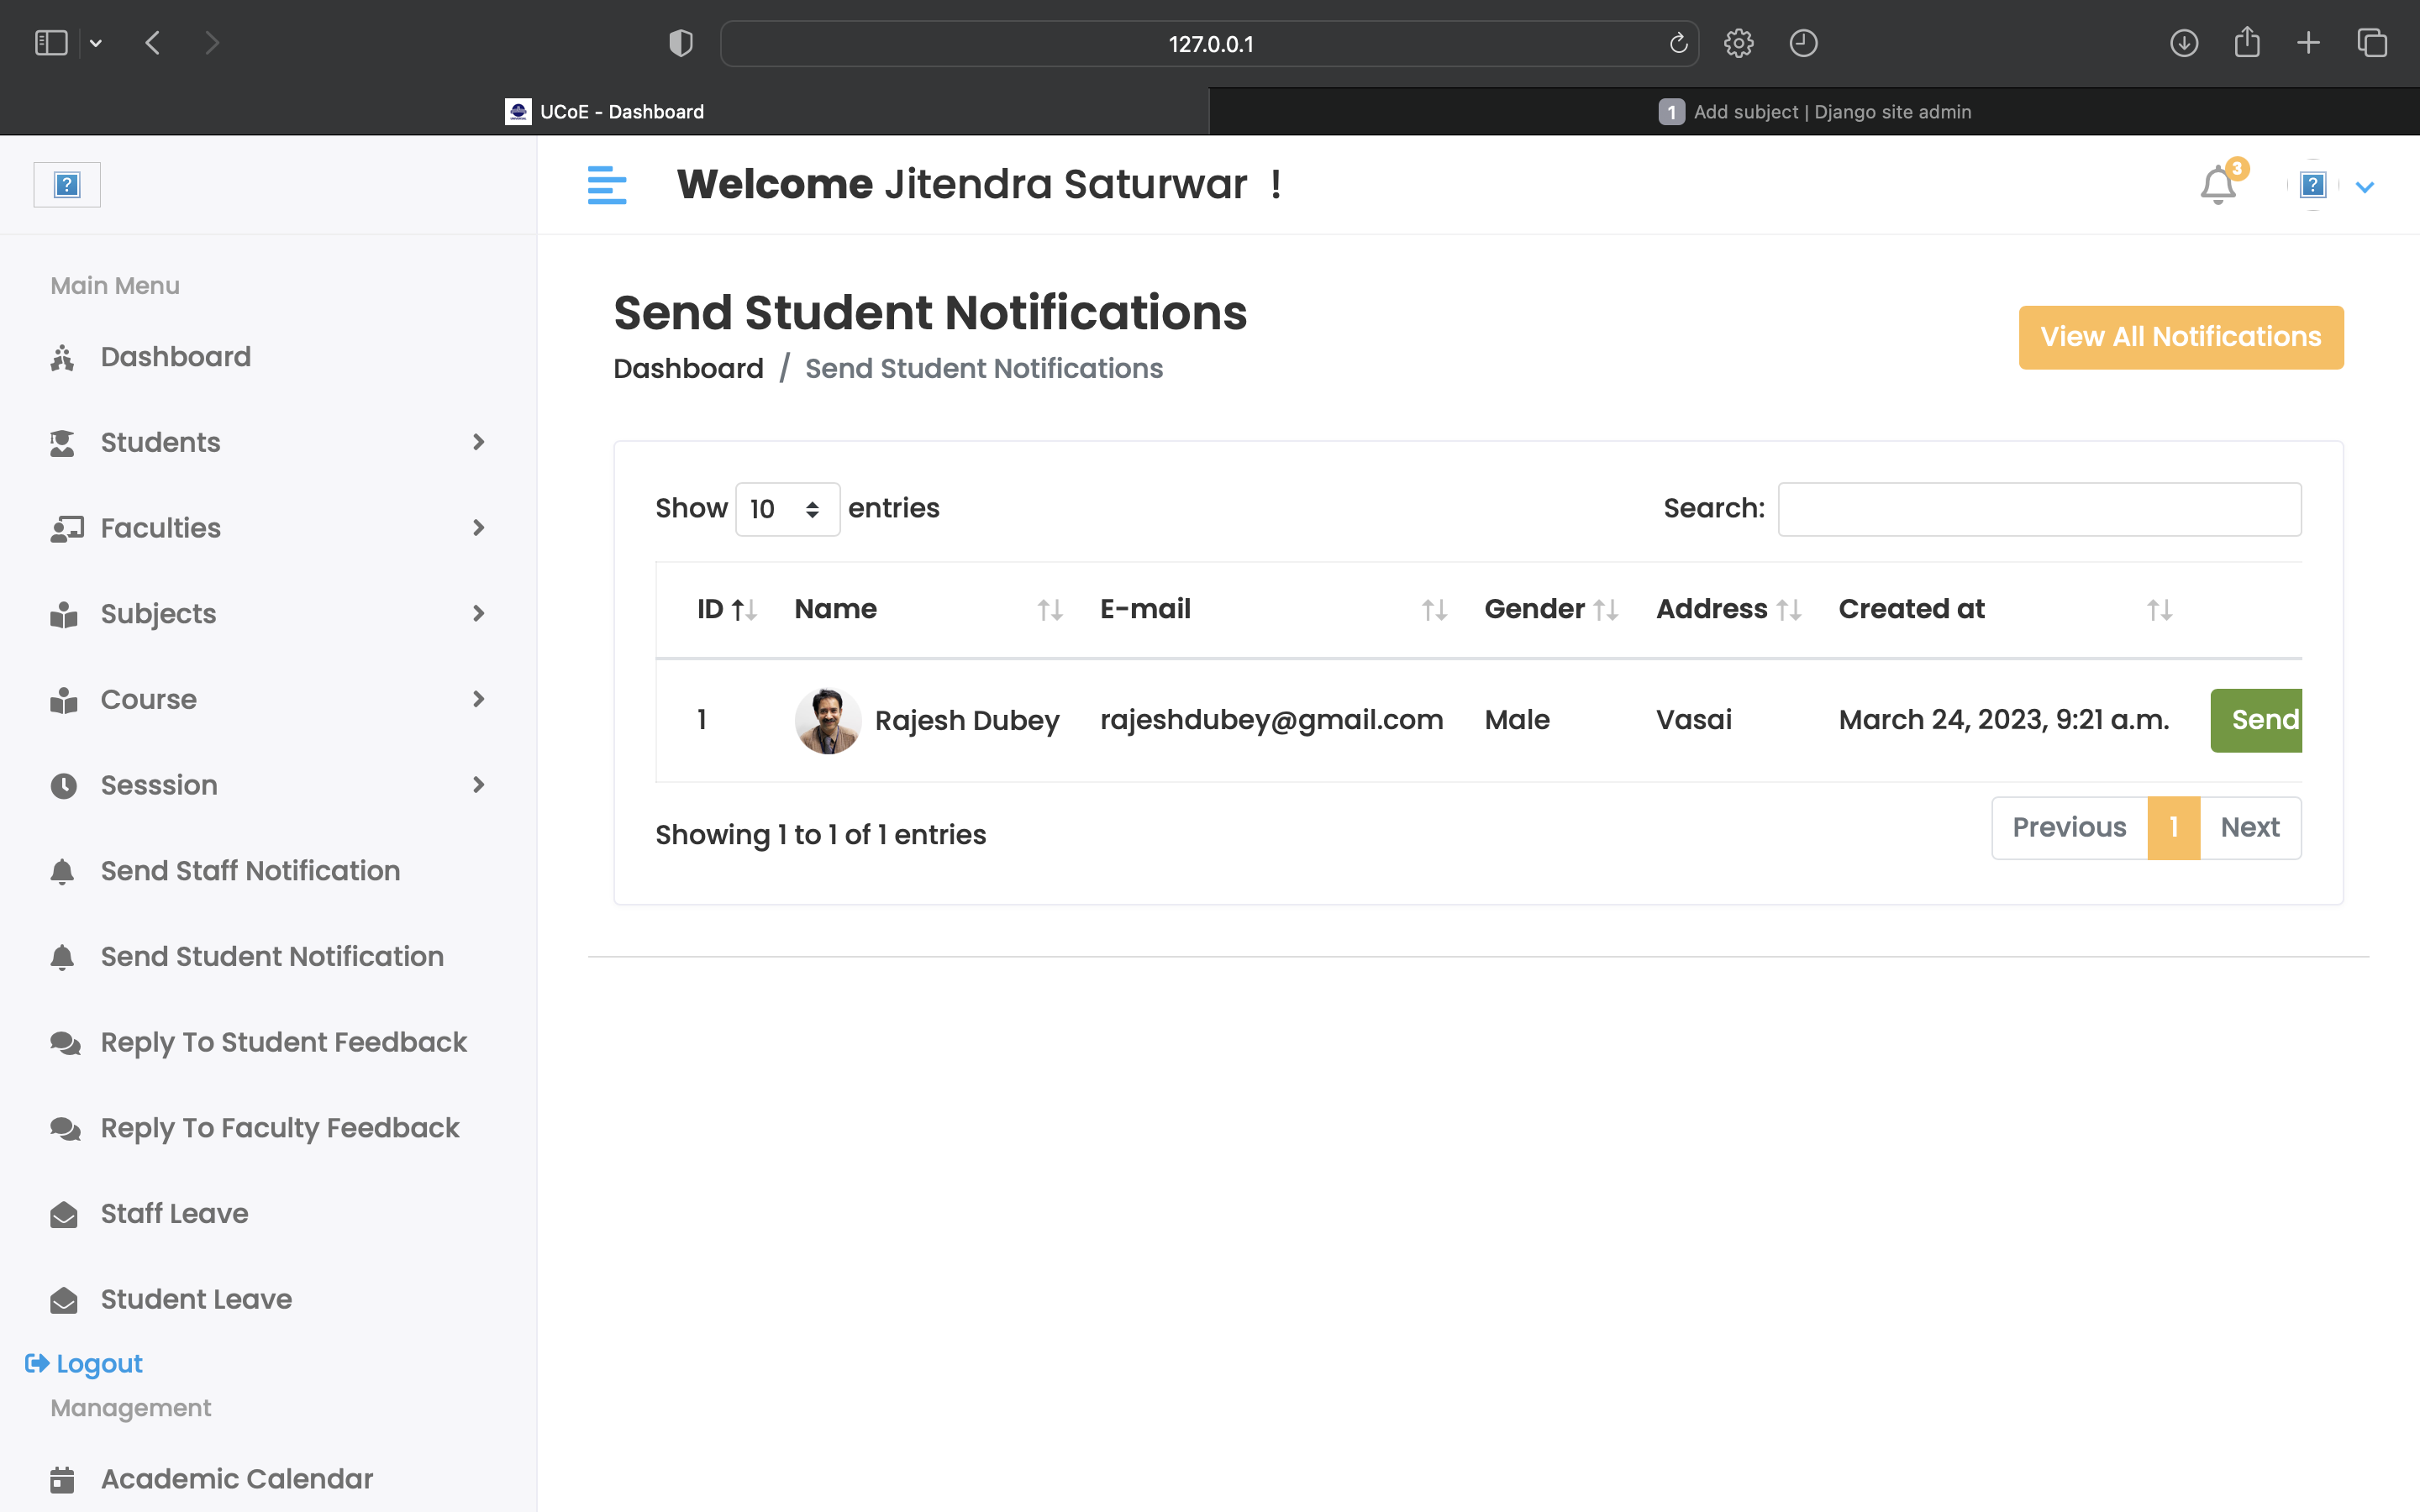 127.0.0.1
UCoE - Dashboard
1 Add subject | Django site admin
Welcome Jitendra Saturwar !
3
Main Menu
Dashboard
Students
Faculties
Subjects
Course
Sesssion
Send Staff Notification
Send Student Notification
Reply To Student Feedback
Reply To Faculty Feedback
Staff Leave
Student Leave
Logout
Management
Academic Calendar
Send Student Notifications
Dashboard / Send Student Notifications
View All Notifications
Show 10 entries
Search:
ID Name E-mail Gender Address Created at
1 Rajesh Dubey rajeshdubey@gmail.com Male Vasai March 24, 2023, 9:21 a.m. Send
Showing 1 to 1 of 1 entries
Previous 1 Next